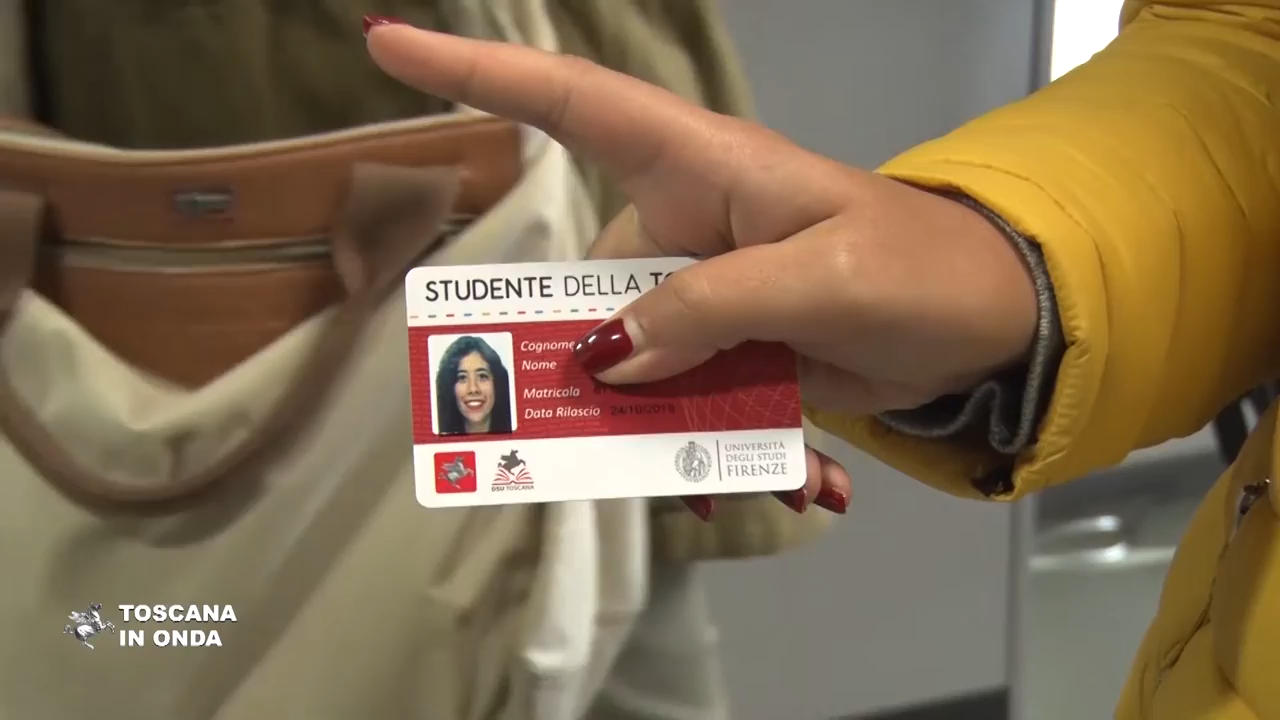 STUDENTE DELLA
Cognome
Nome
Matricola
Data Rilascio 24/10/2018
DSU TOSCANA
UNIVERSITÀ
DEGLI STUDI
FIRENZE
TOSCANA
IN ONDA